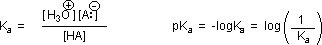 Ka = [H3O⊕][A:⊖] / [HA]    pKa = -logKa = log(1/Ka)